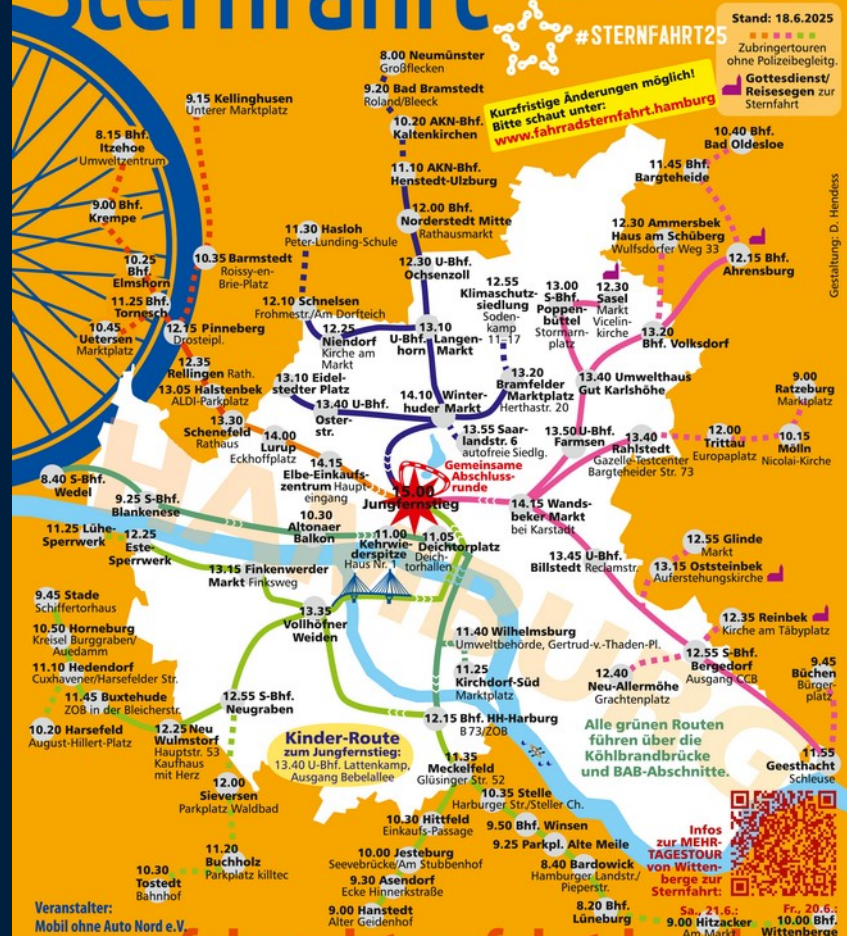 Sternfahrt
#STERNFAHRT25
Stand: 18.6.2025
Zubringertouren
ohne Polizeibegleitg.
Gottesdienst/
Reisesegen zur
Sternfahrt
Kurzfristige Änderungen möglich!
Bitte schaut unter:
www.fahrradsternfahrt.hamburg
Gestaltung: D. Hendess
8.00 Neumünster
Großflecken
9.20 Bad Bramstedt
Roland/Bleeck
10.20 AKN-Bhf.
Kaltenkirchen
11.10 AKN-Bhf.
Henstedt-Ulzburg
12.00 Bhf.
Norderstedt Mitte
Rathausmarkt
12.30 U-Bhf.
Ochsenzoll
9.15 Kellinghusen
Unterer Marktplatz
8.15 Bhf.
Itzehoe
Umweltzentrum
9.00 Bhf.
Krempe
10.25
Bhf.
Elmshorn
11.25 Bhf.
Tornesch
10.45
Uetersen
Marktplatz
10.35 Barmstedt
Roissy-en-
Brie-Platz
12.15 Pinneberg
Drosteipl.
12.35
Rellingen Rath.
13.05 Halstenbek
ALDI-Parkplatz
13.30
Schenefeld
Rathaus
14.00
Lurup
Eckhoffplatz
14.15
Elbe-Einkaufs-
zentrum Haupt-
eingang
11.30 Hasloh
Peter-Lunding-Schule
12.10 Schnelsen
Frohmestr./Am Dorfteich
12.25
Niendorf
Kirche am
Markt
13.10
U-Bhf. Langen-
horn Markt
13.10 Eidel-
stedter Platz
13.40 U-Bhf.
Oster-
str.
14.10 Winter-
huder Markt
12.55
Klimaschutz-
siedlung
Soden-
kamp
11–17
13.20
Bramfelder
Marktplatz
Herthastr. 20
13.55 Saar-
landstr. 6
autofreie Siedlg.
13.00
S-Bhf.
Poppen-
büttel
Stormarn-
platz
12.30
Sasel
Markt
Vicelin-
kirche
10.40 Bhf.
Bad Oldesloe
11.45 Bhf.
Bargteheide
12.30 Ammersbek
Haus am Schüberg
Wulfsdorfer Weg 33
12.15 Bhf.
Ahrensburg
13.20
Bhf. Volksdorf
13.40 Umwelthaus
Gut Karlshöhe
13.50 U-Bhf.
Farmsen
13.40
Rahlstedt
Gazelle-Testcenter
Bargteheider Str. 73
12.00
Trittau
Europaplatz
9.00
Ratzeburg
Marktplatz
10.15
Mölln
Nicolai-Kirche
Gemeinsame
Abschluss-
runde
15.00
Jungfernstieg
14.15 Wands-
beker Markt
bei Karstadt
13.45 U-Bhf.
Billstedt Reclamstr.
12.55 Glinde
Markt
13.15 Oststeinbek
Auferstehungskirche
12.35 Reinbek
Kirche am Täbyplatz
12.55 S-Bhf.
Bergedorf
Ausgang CCB
12.40
Neu-Allermöhe
Grachtenplatz
9.45
Büchen
Bürger-
platz
11.55
Geesthacht
Schleuse
HAMBURG
8.40 S-Bhf.
Wedel
9.25 S-Bhf.
Blankenese
10.30
Altonaer
Balkon
11.00
Kehrwie-
derspitze
Haus Nr. 1
11.05
Deichtorplatz
Deich-
torhallen
11.25 Lühe-
Sperrwerk
12.25
Este-
Sperrwerk
13.15 Finkenwerder
Markt Finksweg
13.35
Vollhöfner
Weiden
9.45 Stade
Schiffertorhaus
10.50 Horneburg
Kreisel Burggraben/
Auedamm
11.10 Hedendorf
Cuxhavener/Harsefelder Str.
11.45 Buxtehude
ZOB in der Bleicherstr.
10.20 Harsefeld
August-Hillert-Platz
12.25 Neu
Wulmstorf
Hauptstr. 53
Kaufhaus
mit Herz
12.55 S-Bhf.
Neugraben
12.00
Sieversen
Parkplatz Waldbad
11.20
Buchholz
Parkplatz killtec
10.30
Tostedt
Bahnhof
11.40 Wilhelmsburg
Umweltbehörde, Gertrud-v.-Thaden-Pl.
11.25
Kirchdorf-Süd
Marktplatz
12.15 Bhf. HH-Harburg
B73/ZOB
Kinder-Route
zum Jungfernstieg:
13.40 U-Bhf. Lattenkamp,
Ausgang Bebelallee
11.35
Meckelfeld
Glüsinger Str. 52
10.35 Stelle
Harburger Str./Steller Ch.
10.30 Hittfeld
Einkaufs-Passage
9.50 Bhf. Winsen
10.00 Jesteburg
Seevebrücke/Am Stubbenhof
9.25 Parkpl. Alte Meile
9.30 Asendorf
Ecke Hinnerkstraße
8.40 Bardowick
Hamburger Landstr./
Pieperstr.
9.00 Hanstedt
Alter Geidenhof
8.20 Bhf.
Lüneburg
Alle grünen Routen
führen über die
Köhlbrandbrücke
und BAB-Abschnitte.
Infos
zur MEHR-
TAGESTOUR
von Witten-
berge zur
Sternfahrt:
Sa., 21.6.:
9.00 Hitzacker
Am Markt
Fr., 20.6.:
10.00 Bhf.
Wittenberge
Veranstalter:
Mobil ohne Auto Nord e.V.